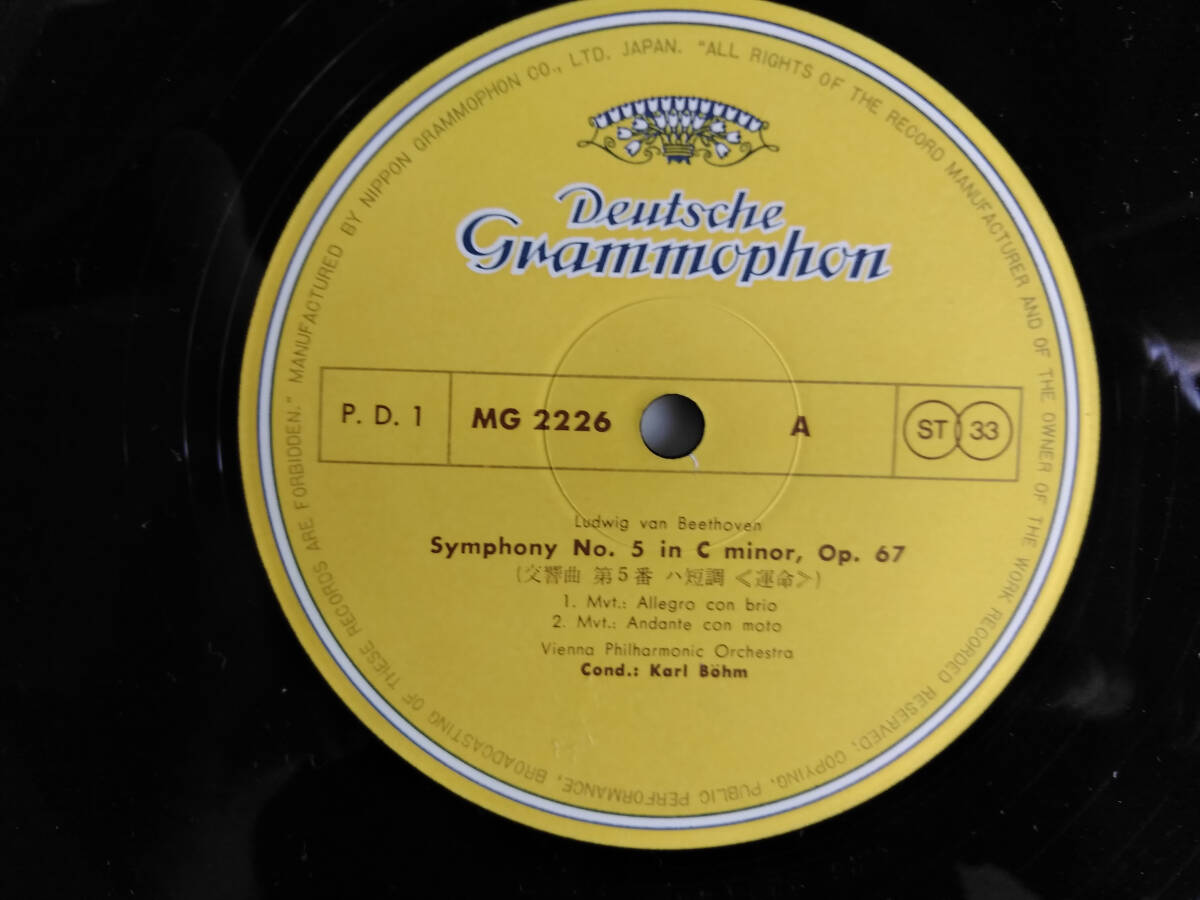 MANUFACTURED BY NIPPON GRAMMOPHON CO., LTD. JAPAN. "ALL RIGHTS OF THE RECORD MANUFACTURER AND OF THE OWNER OF THE WORK RECORDED RESERVED; COPYING, PUBLIC PERFORMANCE, BROADCASTING OF THESE RECORDS ARE FORBIDDEN."
Deutsche
Grammophon
P. D. 1 MG 2226 A ST 33
Ludwig van Beethoven
Symphony No. 5 in C minor, Op. 67
(交響曲 第5番 ハ短調 《運命》)
1. Mvt.: Allegro con brio
2. Mvt.: Andante con moto
Vienna Philharmonic Orchestra
Cond.: Karl Böhm